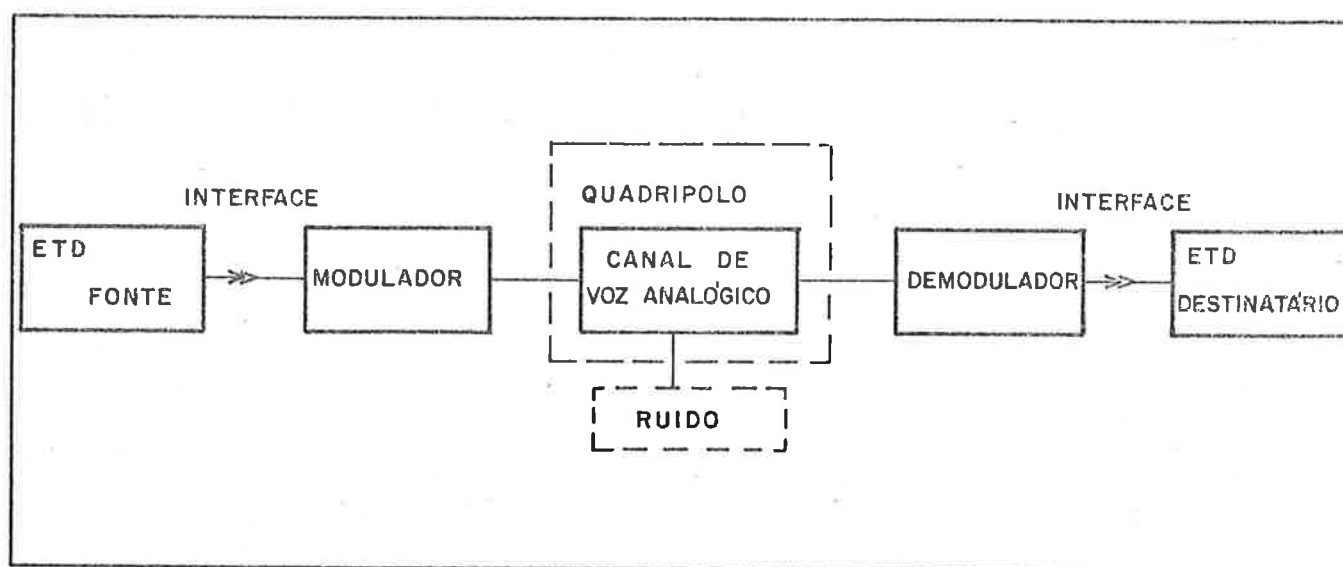 INTERFACE
ETD
FONTE
MODULADOR
QUADRIPOLO
CANAL DE
VOZ ANALÓGICO
RUIDO
DEMODULADOR
INTERFACE
ETD
DESTINATÁRIO